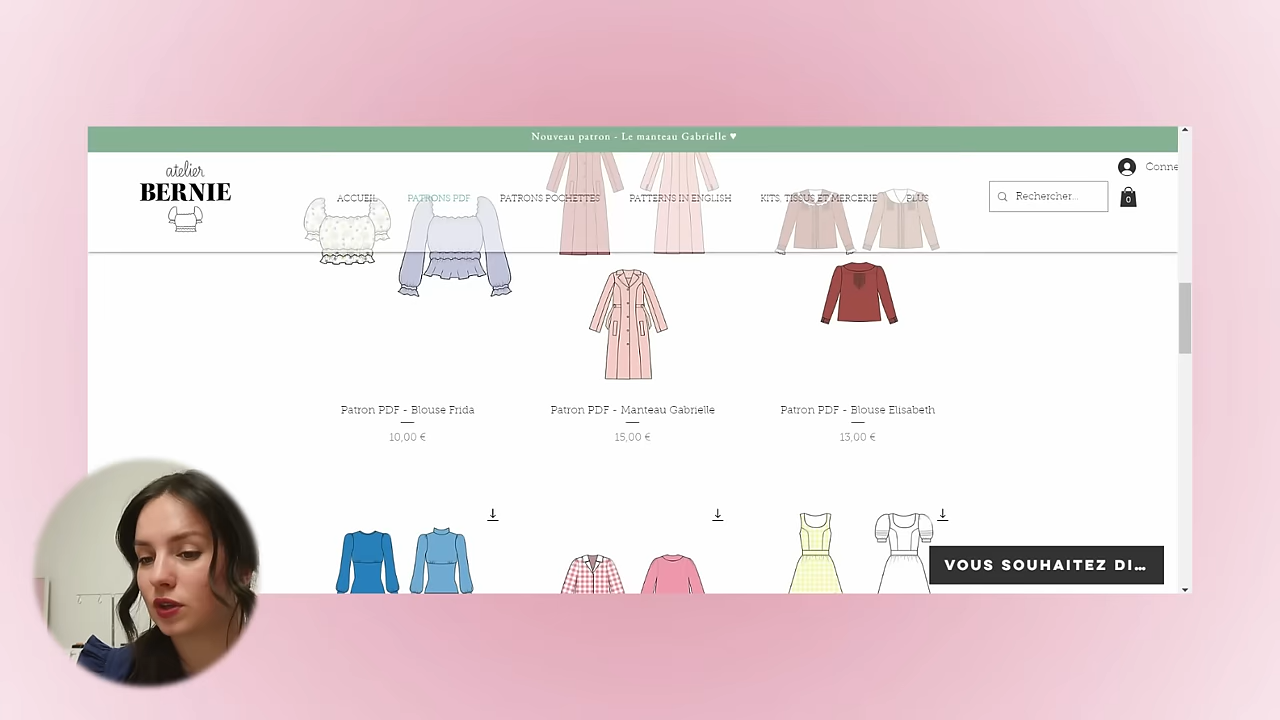 Nouveau patron - Le manteau Gabrielle ♥
atelier
BERNIE
Conne
ACCUEIL PATRONS PDF PATRONS POCHETTES PATTERNS IN ENGLISH KITS, TISSUS ET MERCERIE PLUS
Rechercher...
0
Patron PDF - Blouse Frida
10,00 €
Patron PDF - Manteau Gabrielle
15,00 €
Patron PDF - Blouse Elisabeth
13,00 €
VOUS SOUHAITEZ DI...